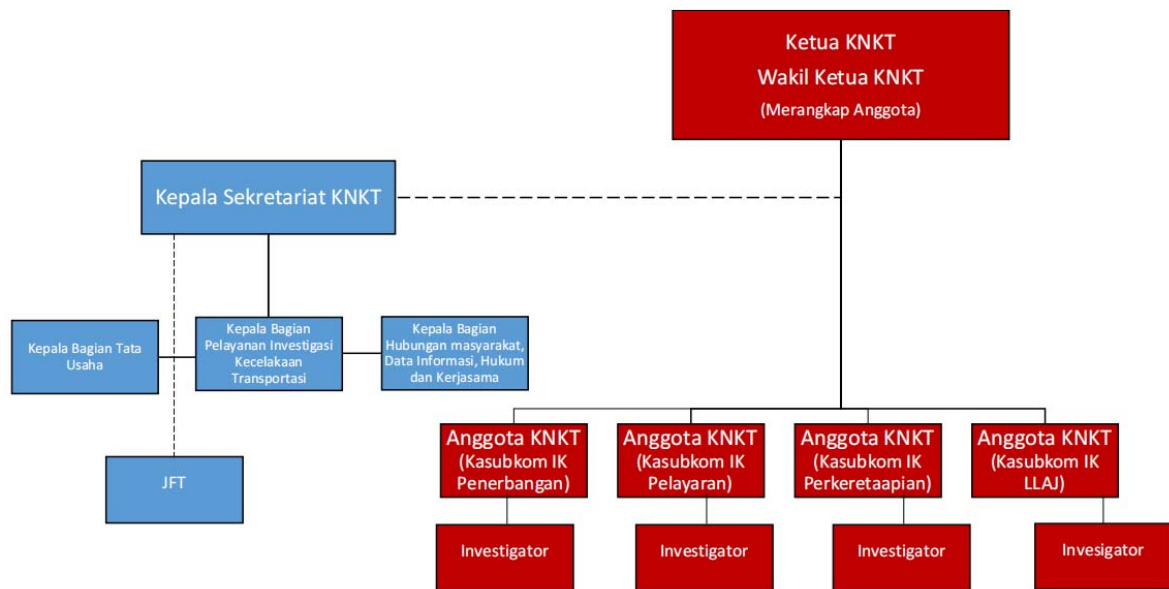 Ketua KNKT
Wakil Ketua KNKT
(Merangkap Anggota)
Kepala Sekretariat KNKT
Kepala Bagian Tata
Usaha
Kepala Bagian
Pelayanan Investigasi
Kecelakaan
Transportasi
Kepala Bagian
Hubungan masyarakat,
Data Informasi, Hukum
dan Kerjasama
JFT
Anggota KNKT
(Kasubkom IK
Penerbangan)
Anggota KNKT
(Kasubkom IK
Pelayaran)
Anggota KNKT
(Kasubkom IK
Perkeretaapian)
Anggota KNKT
(Kasubkom IK
LLAJ)
Investigator
Investigator
Investigator
Invesigator